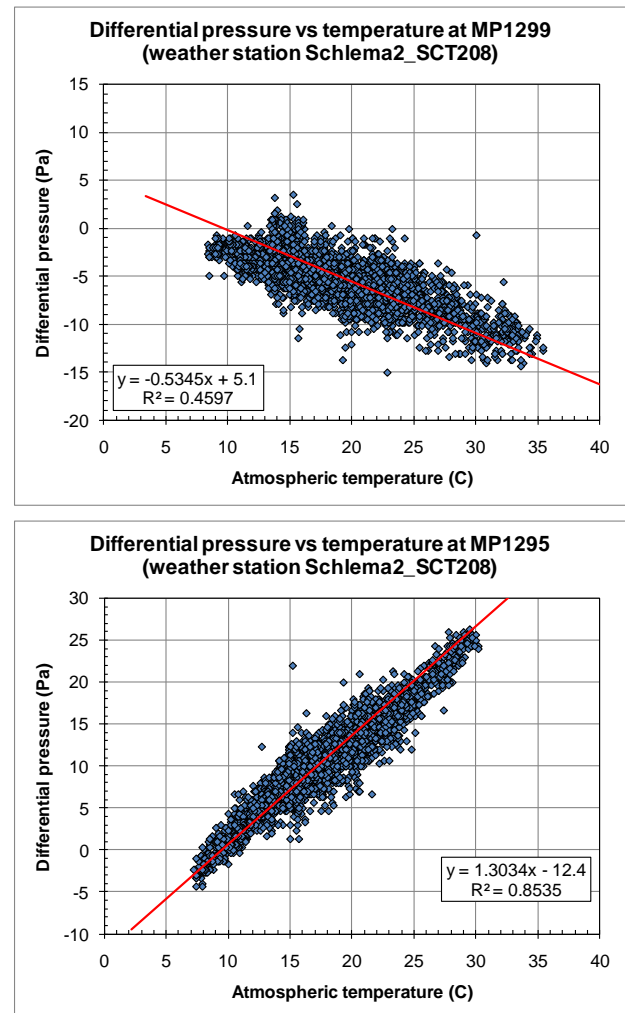 Differential pressure vs temperature at MP1299
(weather station Schlema2_SCT208)
15
10
5
0
-5
-10
-15
-20
Differential pressure (Pa)
y = -0.5345x + 5.1
R² = 0.4597
0 5 10 15 20 25 30 35 40
Atmospheric temperature (C)
Differential pressure vs temperature at MP1295
(weather station Schlema2_SCT208)
30
25
20
15
10
5
0
-5
-10
Differential pressure (Pa)
y = 1.3034x - 12.4
R² = 0.8535
0 5 10 15 20 25 30 35 40
Atmospheric temperature (C)